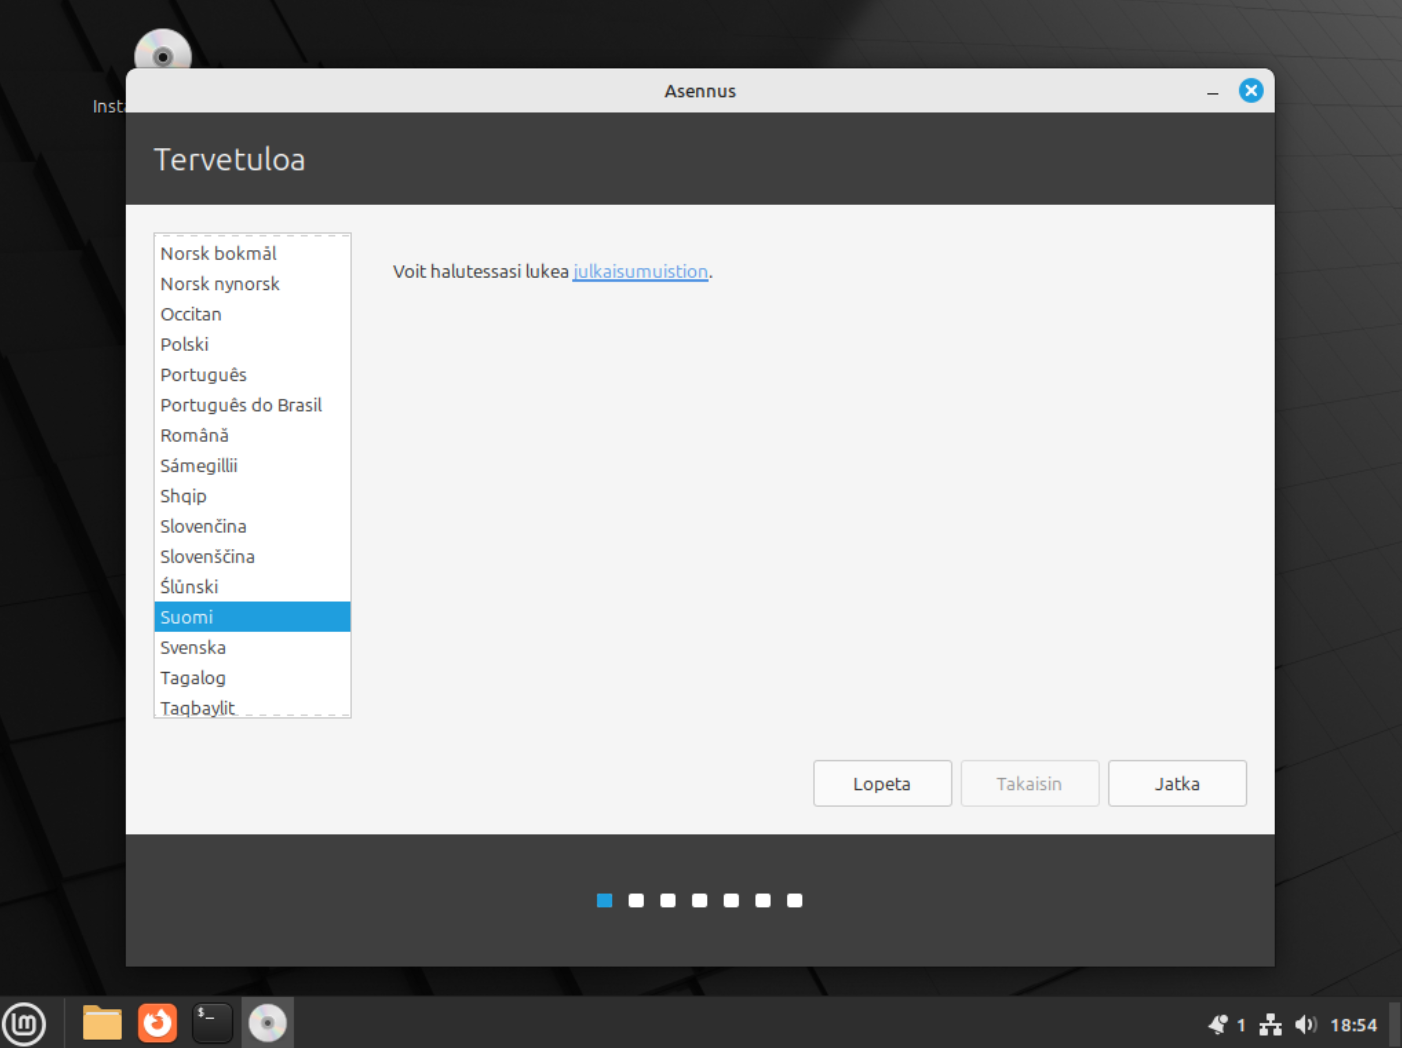 Insta
Asennus
Tervetuloa
Norsk bokmål
Norsk nynorsk
Occitan
Polski
Português
Português do Brasil
Română
Sámegillii
Shqip
Slovenčina
Slovenščina
Ślůnski
Suomi
Svenska
Tagalog
Taqbaylit
Voit halutessasi lukea julkaisumuistion.
Lopeta
Takaisin
Jatka
$_
1
18:54